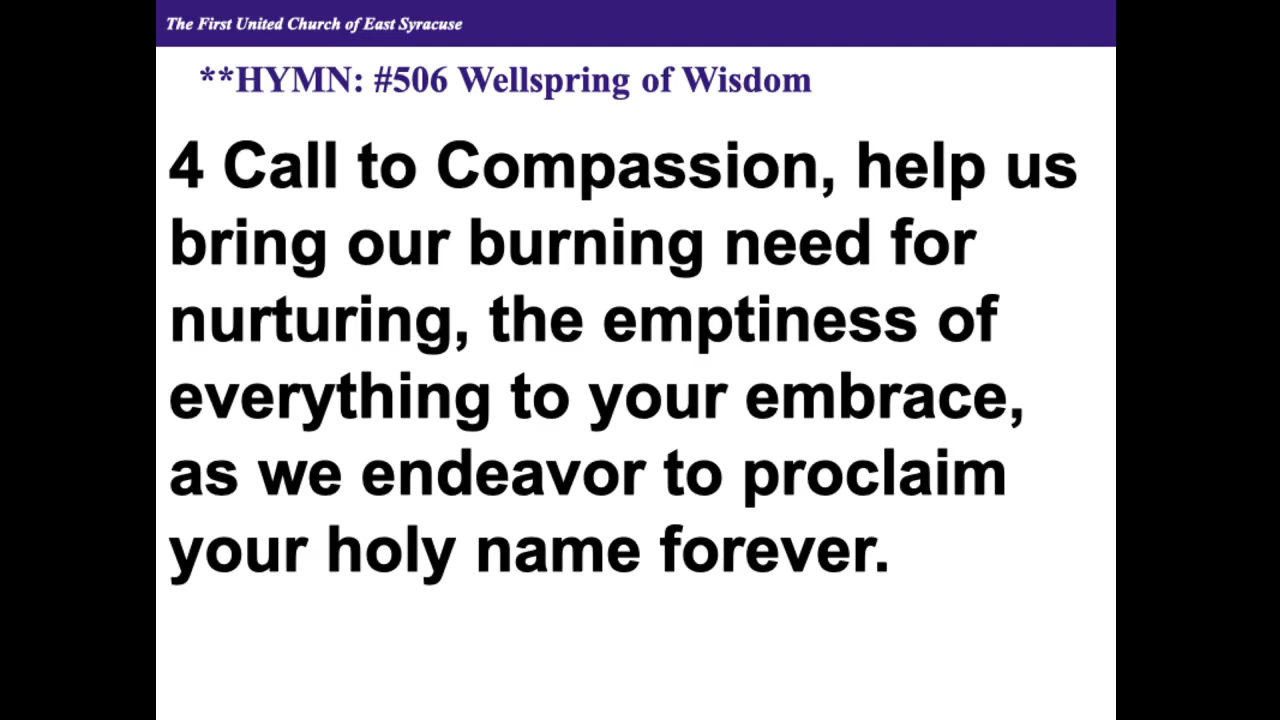 The First United Church of East Syracuse
**HYMN: #506 Wellspring of Wisdom
4 Call to Compassion, help us
bring our burning need for
nurturing, the emptiness of
everything to your embrace,
as we endeavor to proclaim
your holy name forever.